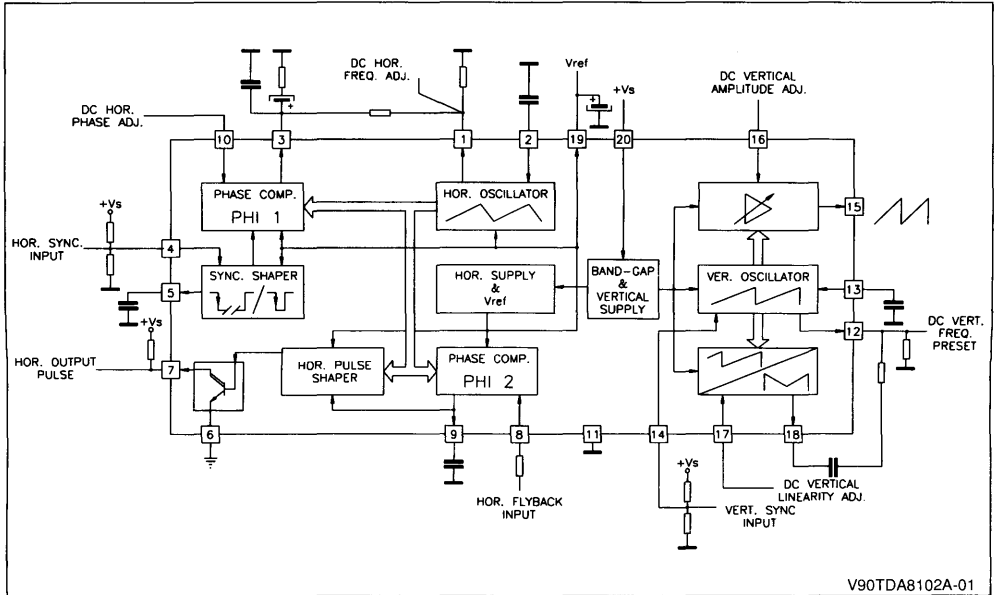 DC HOR.
FREQ. ADJ.
Vref
+Vs
DC VERTICAL
AMPLITUDE ADJ.
DC HOR.
PHASE ADJ.
+
+
10
3
1
2
19
20
16
PHASE COMP.
PHI 1
HOR. OSCILLATOR
15
+Vs
HOR. SYNC.
INPUT
4
SYNC. SHAPER
5
HOR. SUPPLY
&
Vref
BAND-GAP
&
VERTICAL
SUPPLY
VER. OSCILLATOR
13
12
DC VERT.
FREQ.
PRESET
+Vs
HOR. OUTPUT
PULSE
7
HOR. PULSE
SHAPER
PHASE COMP.
PHI 2
6
9
8
11
14
17
18
+Vs
HOR. FLYBACK
INPUT
DC VERTICAL
LINEARITY ADJ.
VERT. SYNC
INPUT
V90TDA8102A-01